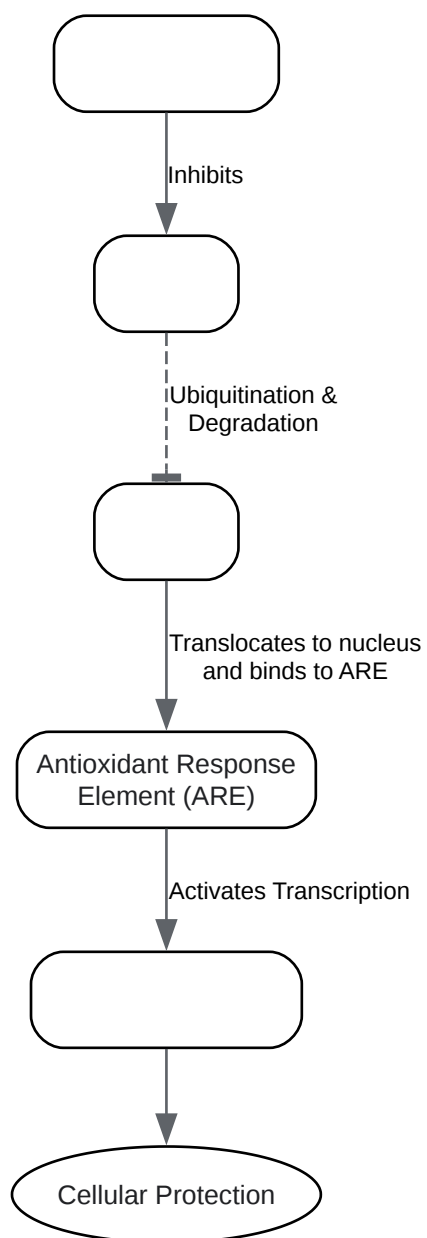 Inhibits
Ubiquitination &
Degradation
Translocates to nucleus
and binds to ARE
Antioxidant Response
Element (ARE)
Activates Transcription
Cellular Protection